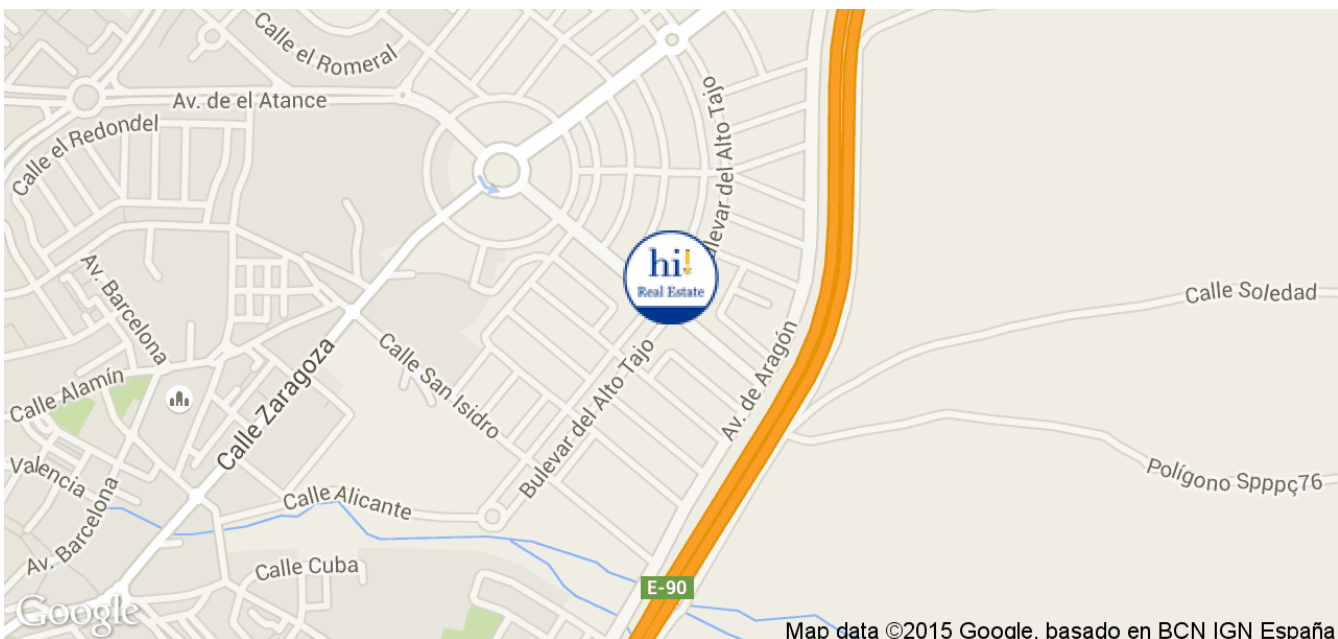 Calle el Romeral
Av. de el Atance
Calle el Redondel
Bulevar del Alto Tajo
hi!
Real Estate
Calle Soledad
Av. Barcelona
Calle Zaragoza
Calle San Isidro
Calle Alamín
Bulevar del Alto Tajo
Av. de Aragón
Valencia
Calle Alicante
Polígono Spppç76
Av. Barcelona
Calle Cuba
E-90
Google
Map data ©2015 Google, basado en BCN IGN España